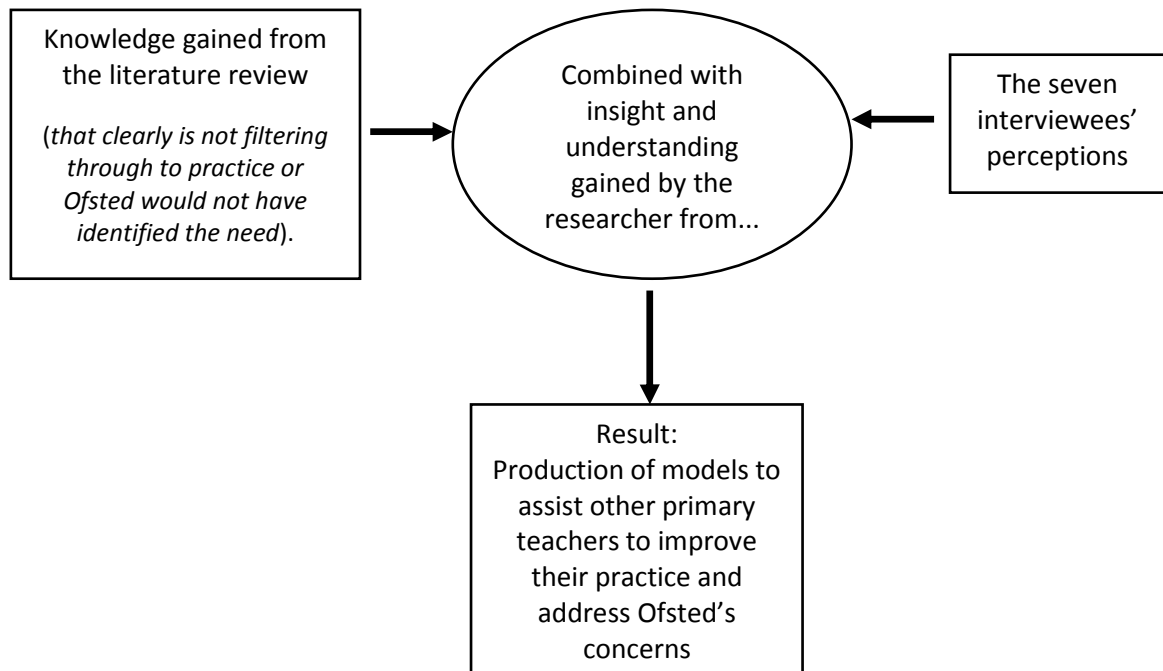 Knowledge gained from
the literature review
(that clearly is not filtering
through to practice or
Ofsted would not have
identified the need).
Combined with
insight and
understanding
gained by the
researcher from...
The seven
interviewees’
perceptions
Result:
Production of models to
assist other primary
teachers to improve
their practice and
address Ofsted’s
concerns